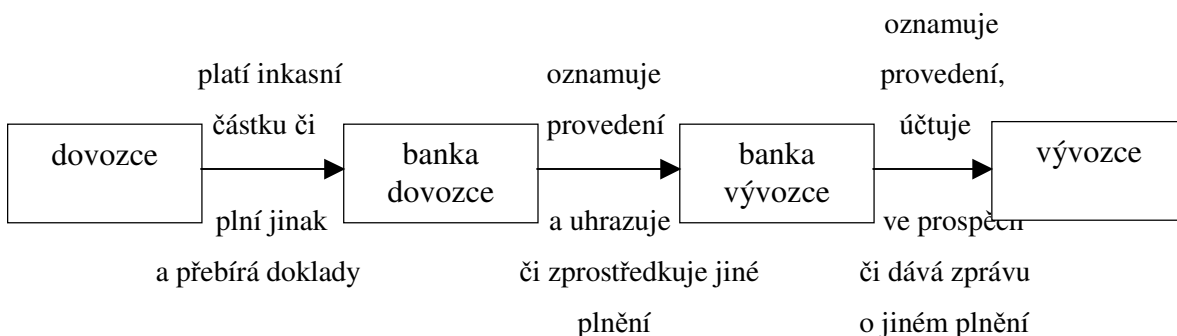 oznamuje
platí inkasní
oznamuje
provedení,
částku či
provedení
účtuje
dovozce
banka
dovozce
banka
vývozce
vývozce
plní jinak
a uhrazuje
ve prospěch
a přebírá doklady
či zprostředkuje jiné
či dává zprávu
plnění
o jiném plnění